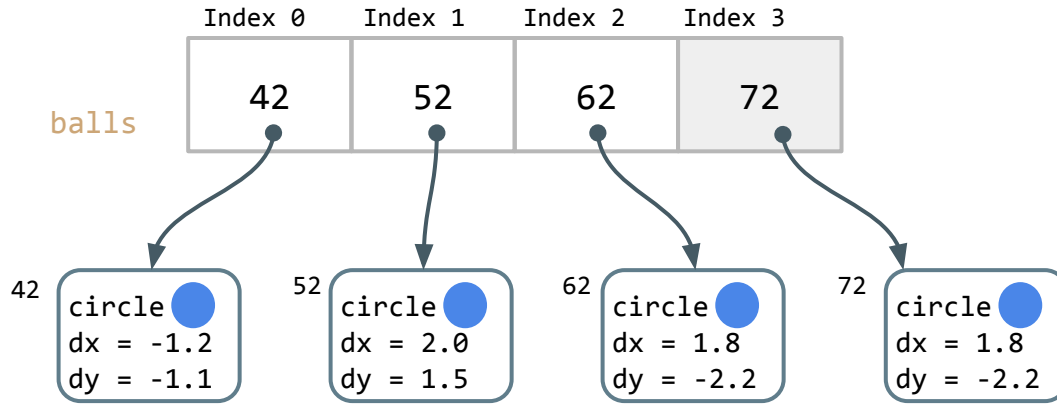 Index 0 Index 1 Index 2 Index 3
42 52 62 72
balls
42 52 62 72
circle circle circle circle
dx = -1.2 dx = 2.0 dx = 1.8 dx = 1.8
dy = -1.1 dy = 1.5 dy = -2.2 dy = -2.2